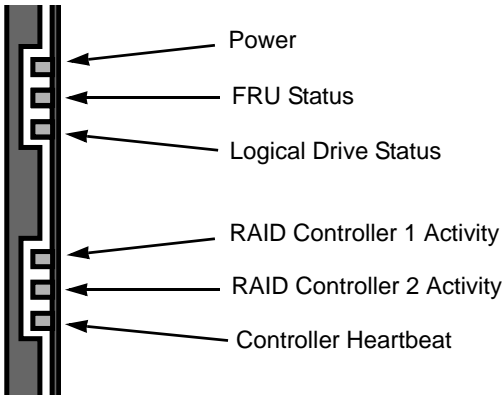 Power
FRU Status
Logical Drive Status
RAID Controller 1 Activity
RAID Controller 2 Activity
Controller Heartbeat